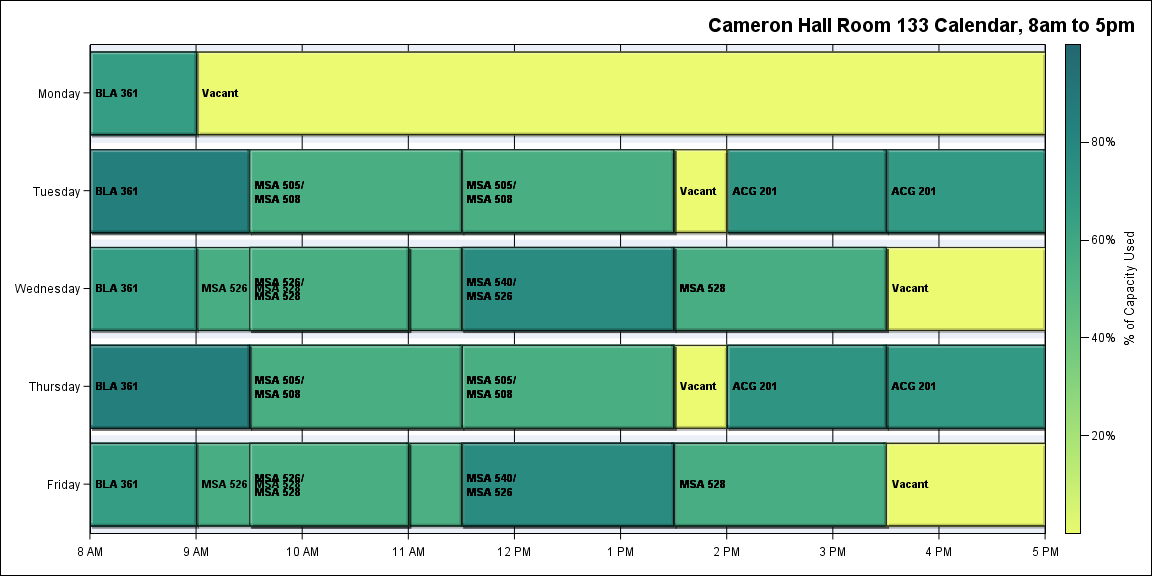 Cameron Hall Room 133 Calendar, 8am to 5pm
Monday
BLA 361
Vacant
Tuesday
BLA 361
MSA 505/
MSA 508
MSA 505/
MSA 508
Vacant
ACG 201
ACG 201
Wednesday
BLA 361
MSA 526
MSA 526/
MSA 528
MSA 528
MSA 540/
MSA 526
MSA 528
Vacant
Thursday
BLA 361
MSA 505/
MSA 508
MSA 505/
MSA 508
Vacant
ACG 201
ACG 201
Friday
BLA 361
MSA 526
MSA 526/
MSA 528
MSA 528
MSA 540/
MSA 526
MSA 528
Vacant
8 AM
9 AM
10 AM
11 AM
12 PM
1 PM
2 PM
3 PM
4 PM
5 PM
80%
60%
40%
20%
% of Capacity Used